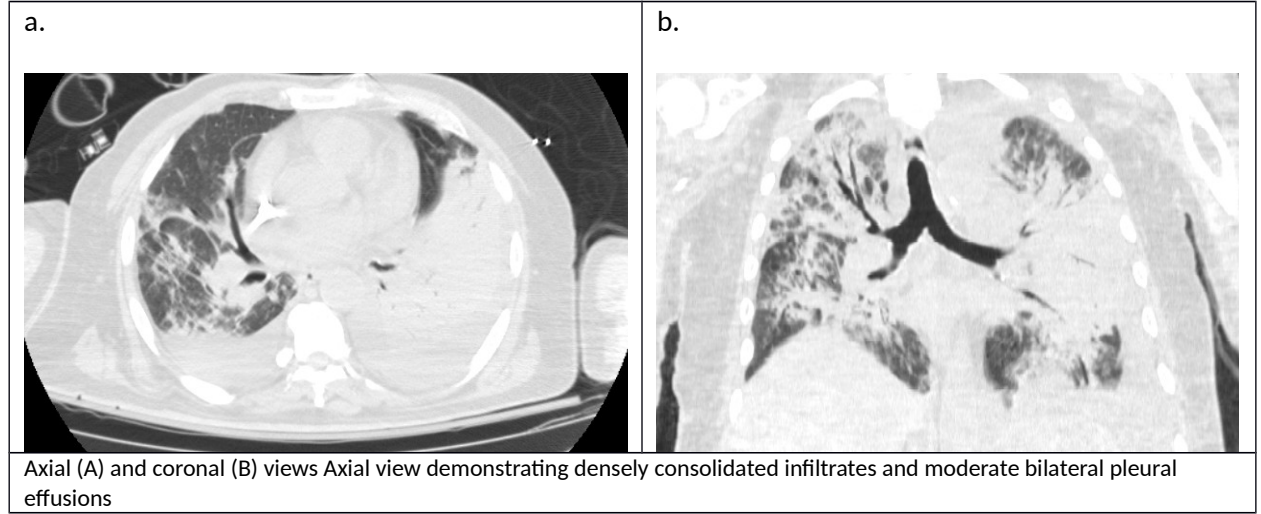 a.
b.
Axial (A) and coronal (B) views Axial view demonstrating densely consolidated infiltrates and moderate bilateral pleural
effusions